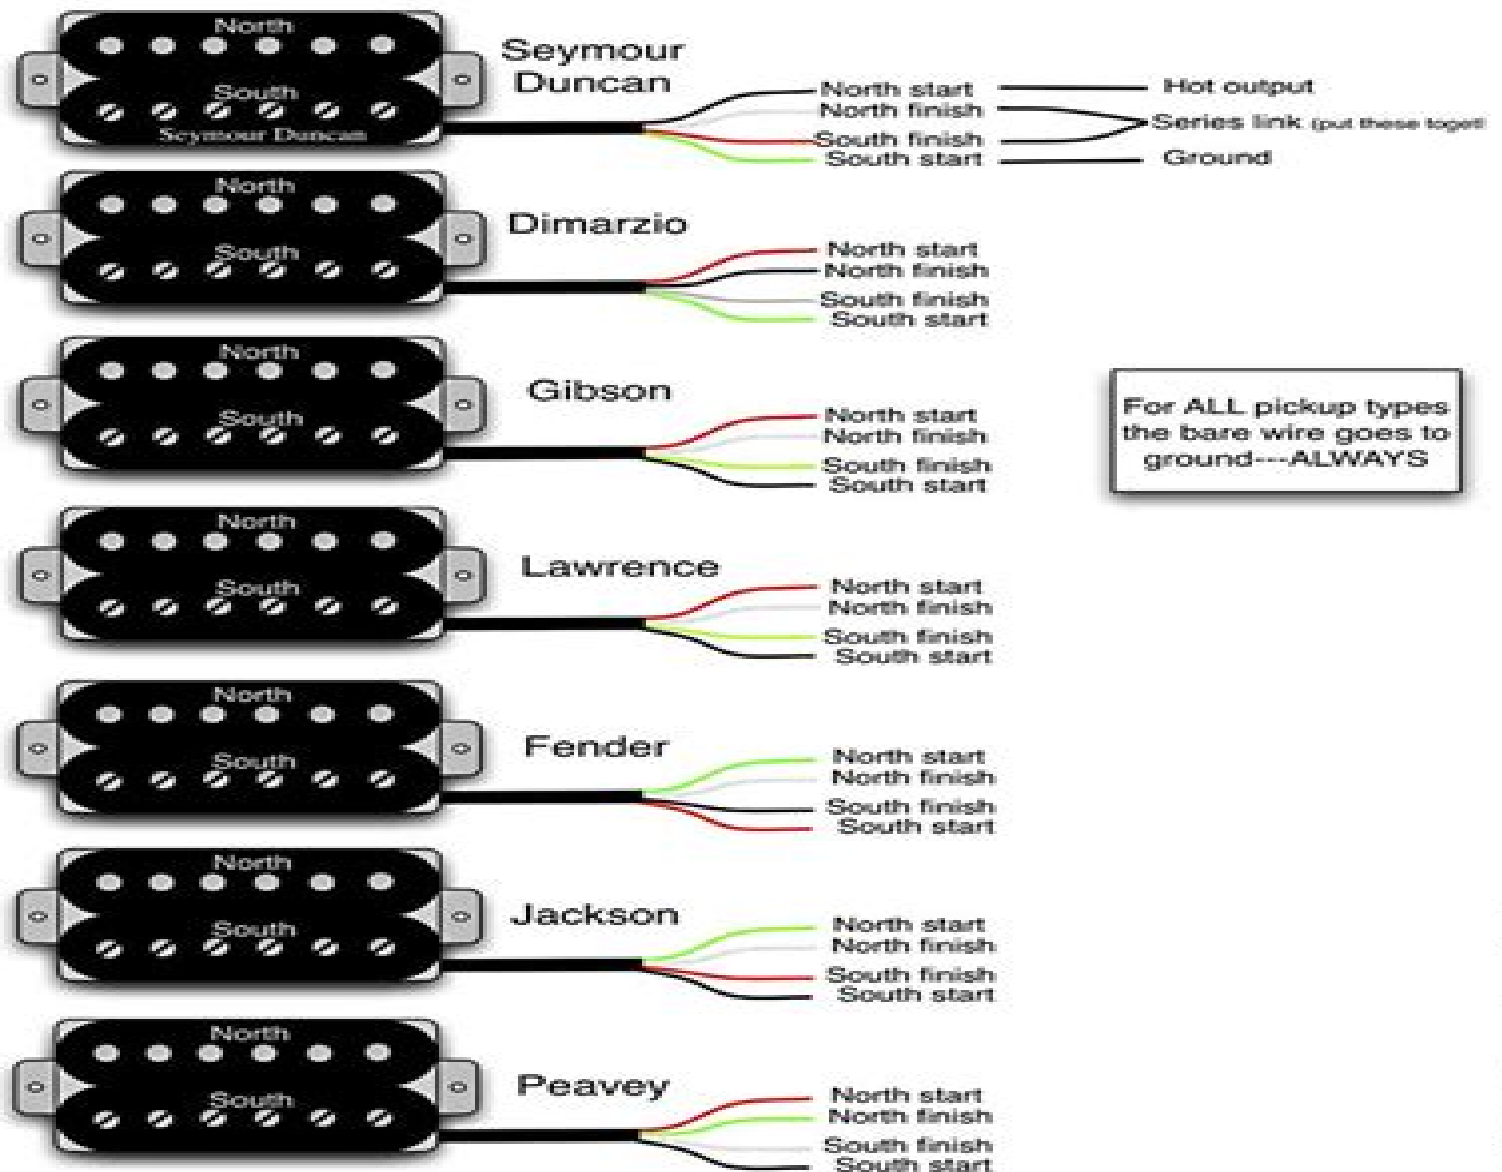 North
South
Seymour Duncan
Seymour
Duncan
North start
North finish
South finish
South start
Hot output
Series link (put these toget
Ground
North
South
Dimarzio
North start
North finish
South finish
South start
North
South
Gibson
North start
North finish
South finish
South start
For ALL pickup types
the bare wire goes to
ground---ALWAYS
North
South
Lawrence
North start
North finish
South finish
South start
North
South
Fender
North start
North finish
South finish
South start
North
South
Jackson
North start
North finish
South finish
South start
North
South
Peavey
North start
North finish
South finish
South start